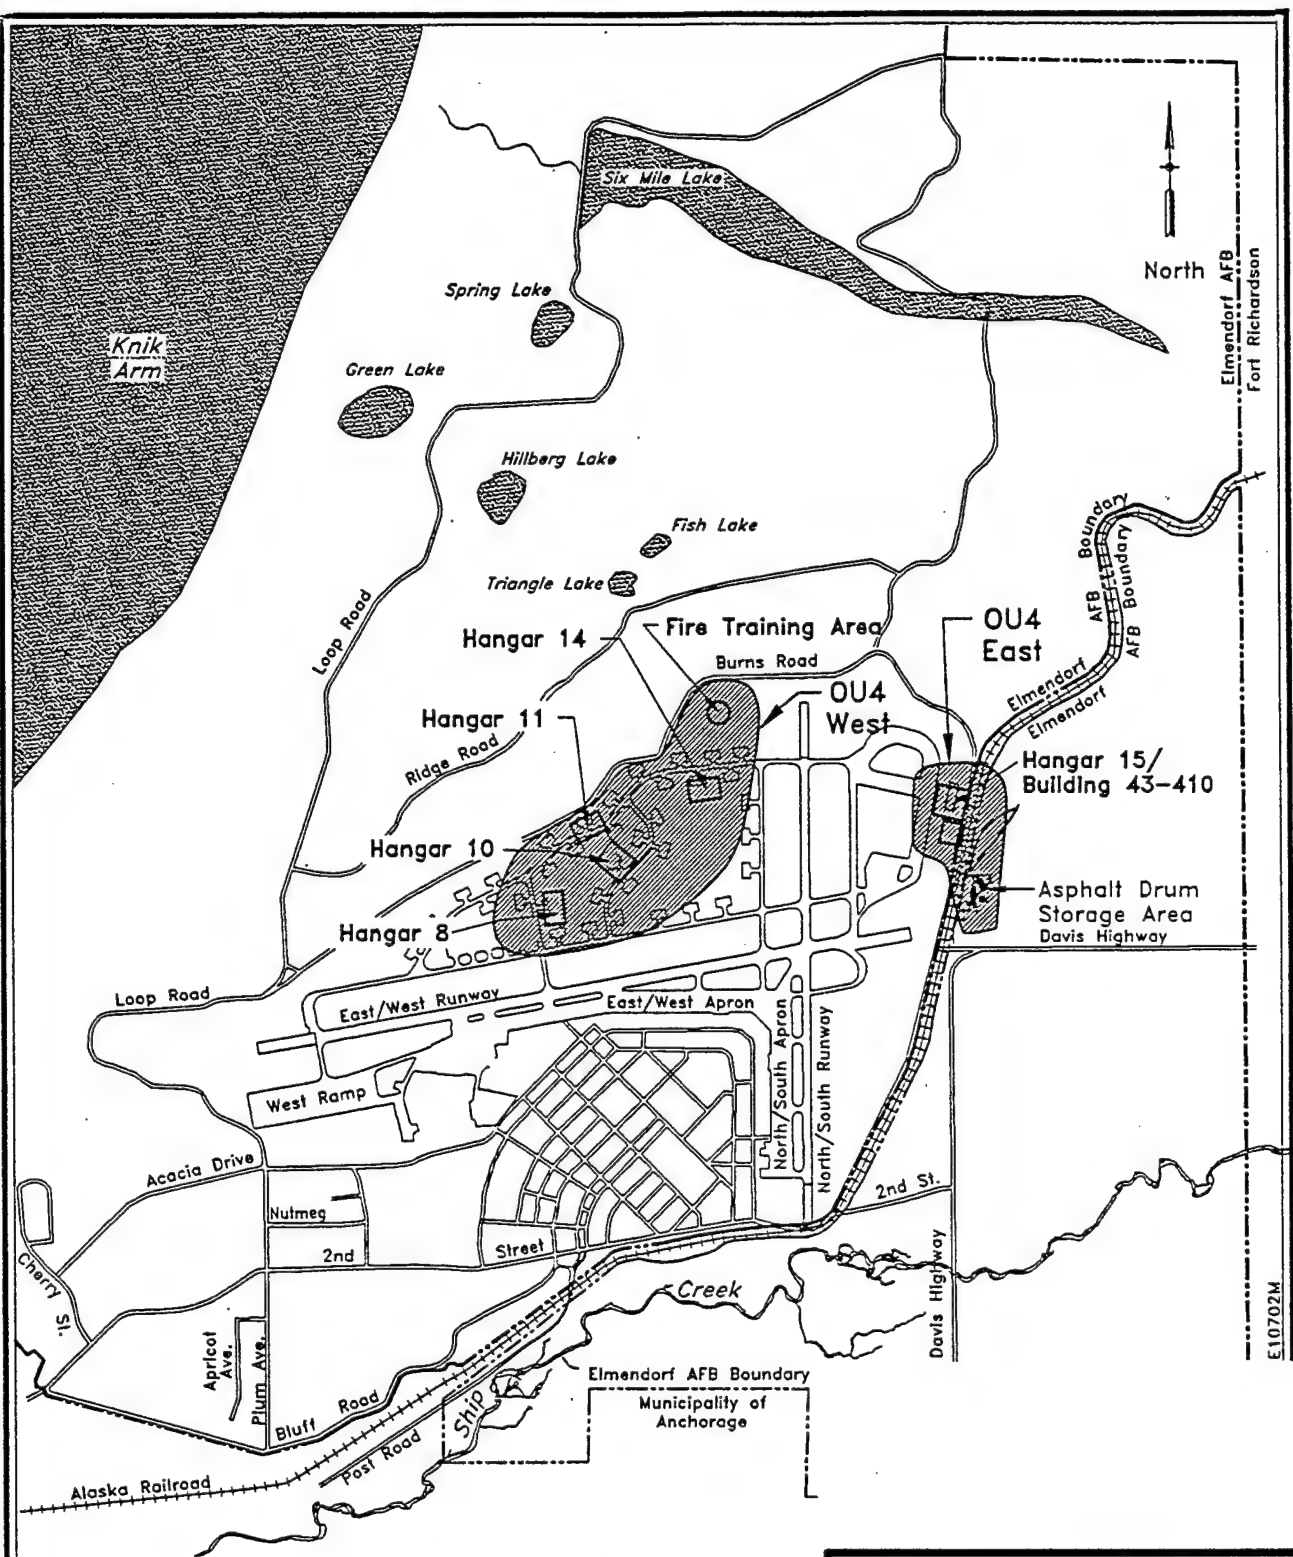 Six Mile Lake
North
Elmendorf AFB
Fort Richardson
Spring Lake
Knik
Arm
Green Lake
Hillberg Lake
Fish Lake
Triangle Lake
AFB Boundary
AFB Boundary
Loop Road
Hangar 14
Fire Training Area
OU4
East
Burns Road
Elmendorf
Elmendorf
OU4
West
Hangar 11
Ridge Road
Hangar 15/
Building 43-410
Hangar 10
Asphalt Drum
Storage Area
Davis Highway
Hangar 8
Loop Road
East/West Runway
East/West Apron
North/South Apron
North/South Runway
West Ramp
Acacia Drive
2nd St.
Nutmeg
2nd
Street
Cherry St.
Creek
Davis Highway
E10702M
Apricot
Ave.
Plum Ave.
Elmendorf AFB Boundary
Municipality of
Anchorage
Bluff Road
Ship
Post Road
Alaska Railroad